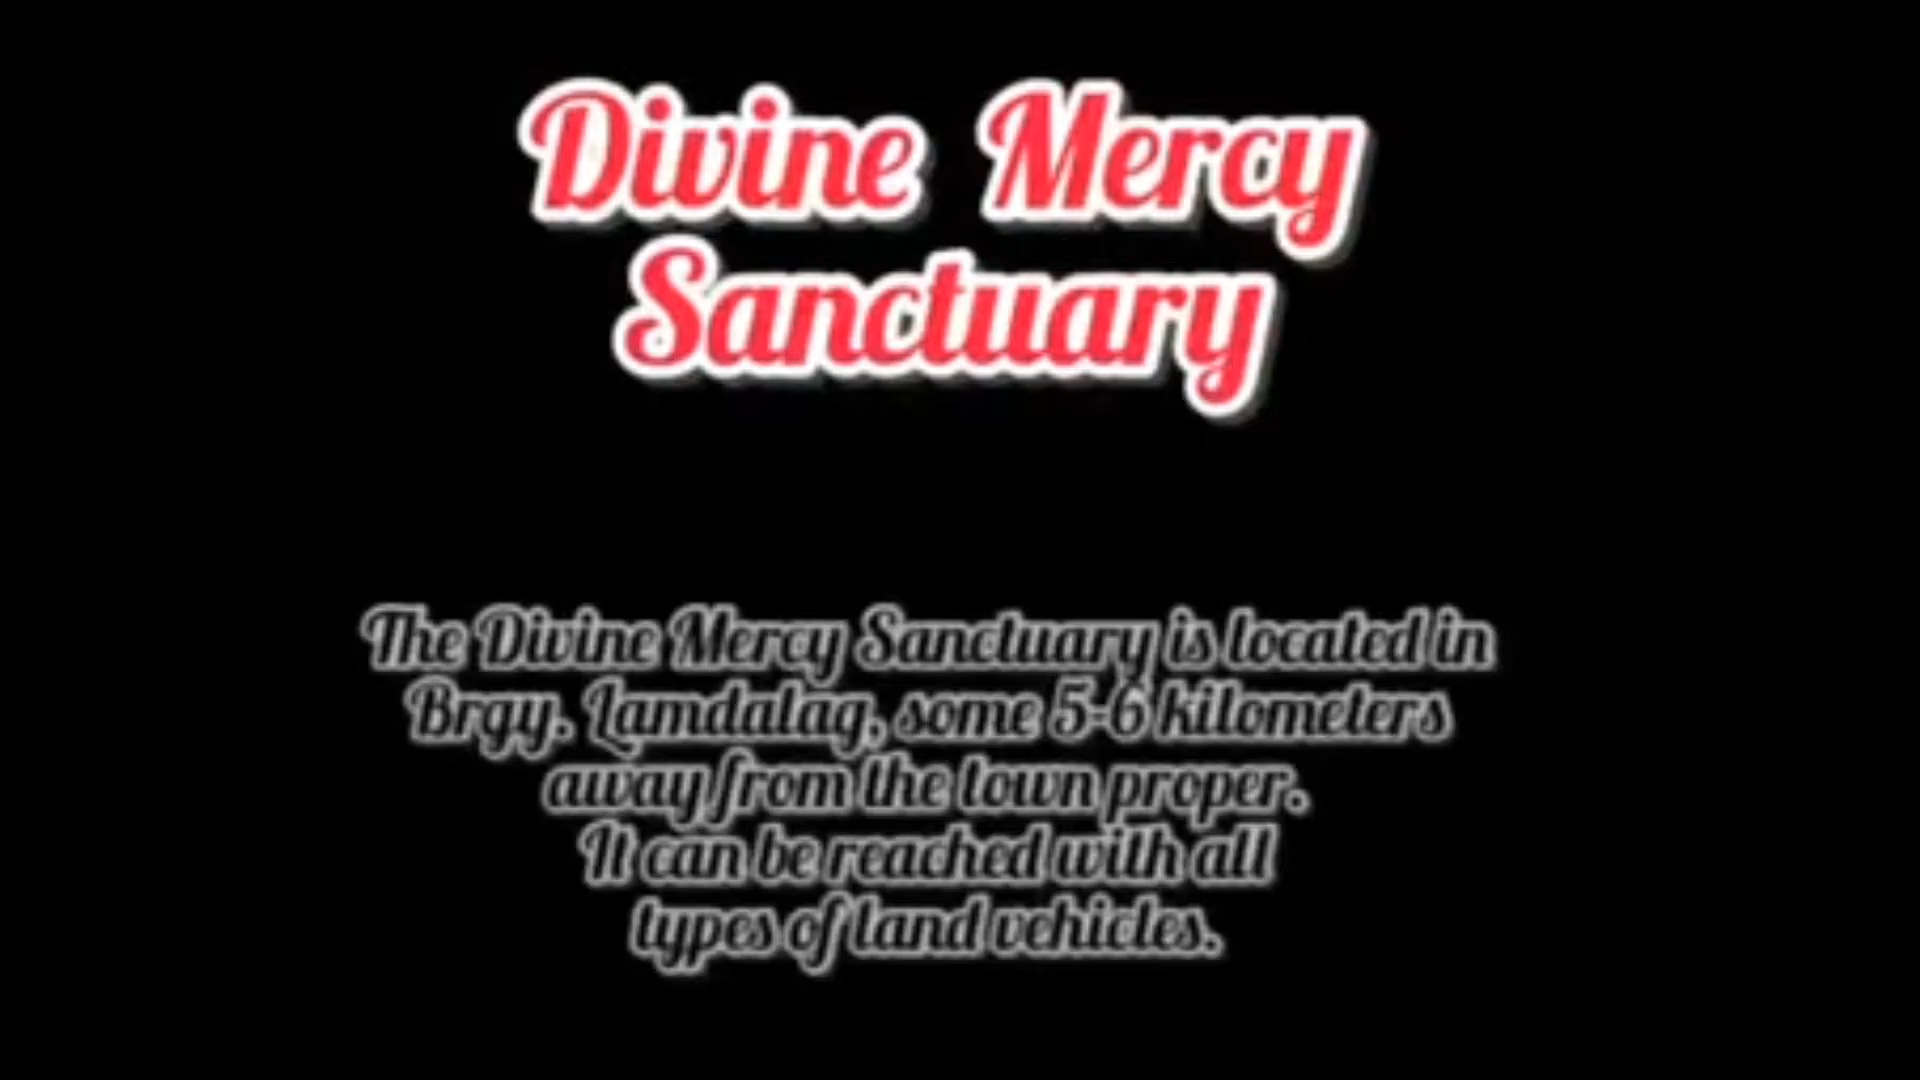 Divine Mercy
Sanctuary
The Divine Mercy Sanctuary is located in
Brgy. Lamdalag, some 5-6 kilometers
away from the town proper.
It can be reached with all
types of land vehicles.